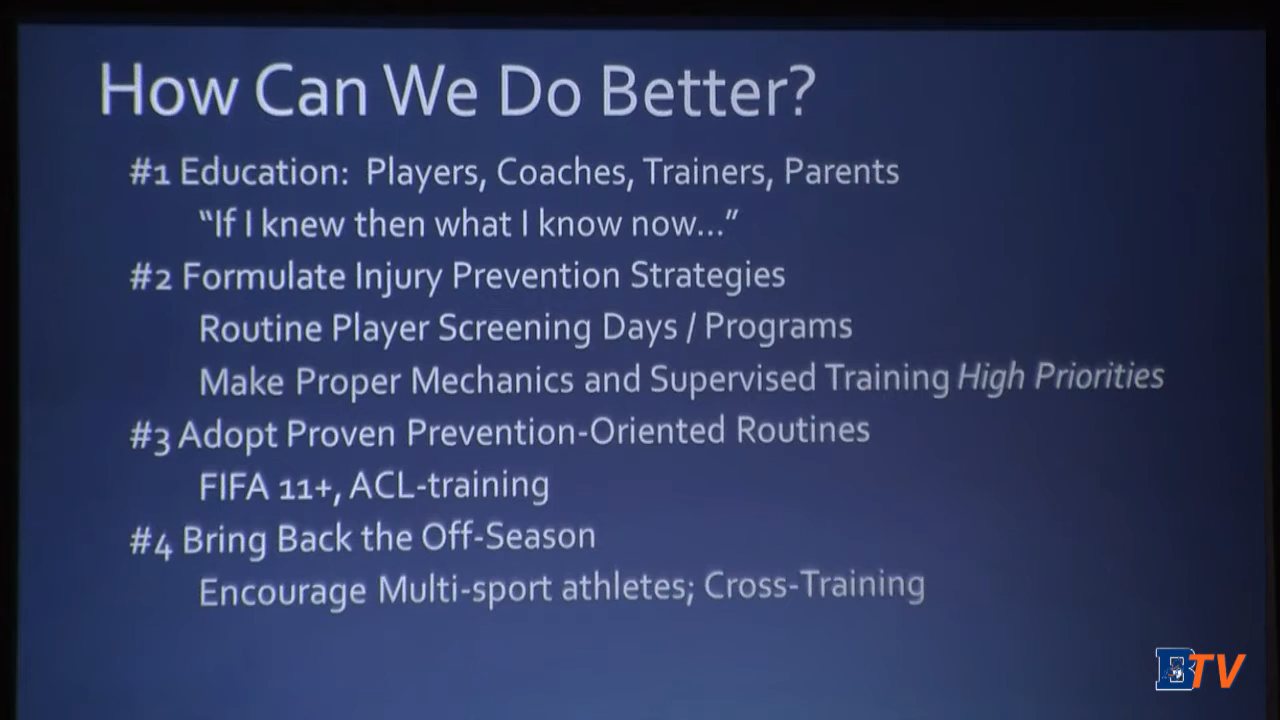 How Can We Do Better?
#1 Education: Players, Coaches, Trainers, Parents
“If I knew then what I know now...”
#2 Formulate Injury Prevention Strategies
Routine Player Screening Days / Programs
Make Proper Mechanics and Supervised Training High Priorities
#3 Adopt Proven Prevention-Oriented Routines
FIFA 11+, ACL-training
#4 Bring Back the Off-Season
Encourage Multi-sport athletes; Cross-Training
BTV